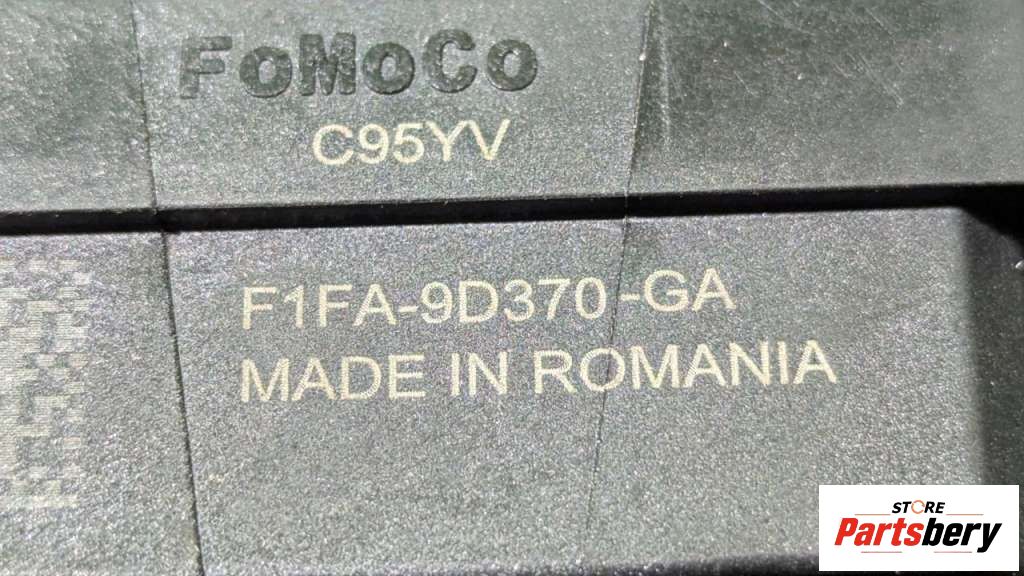 FoMoCo
C95YV
F1FA-9D370-GA
MADE IN ROMANIA
STORE
Partsbery